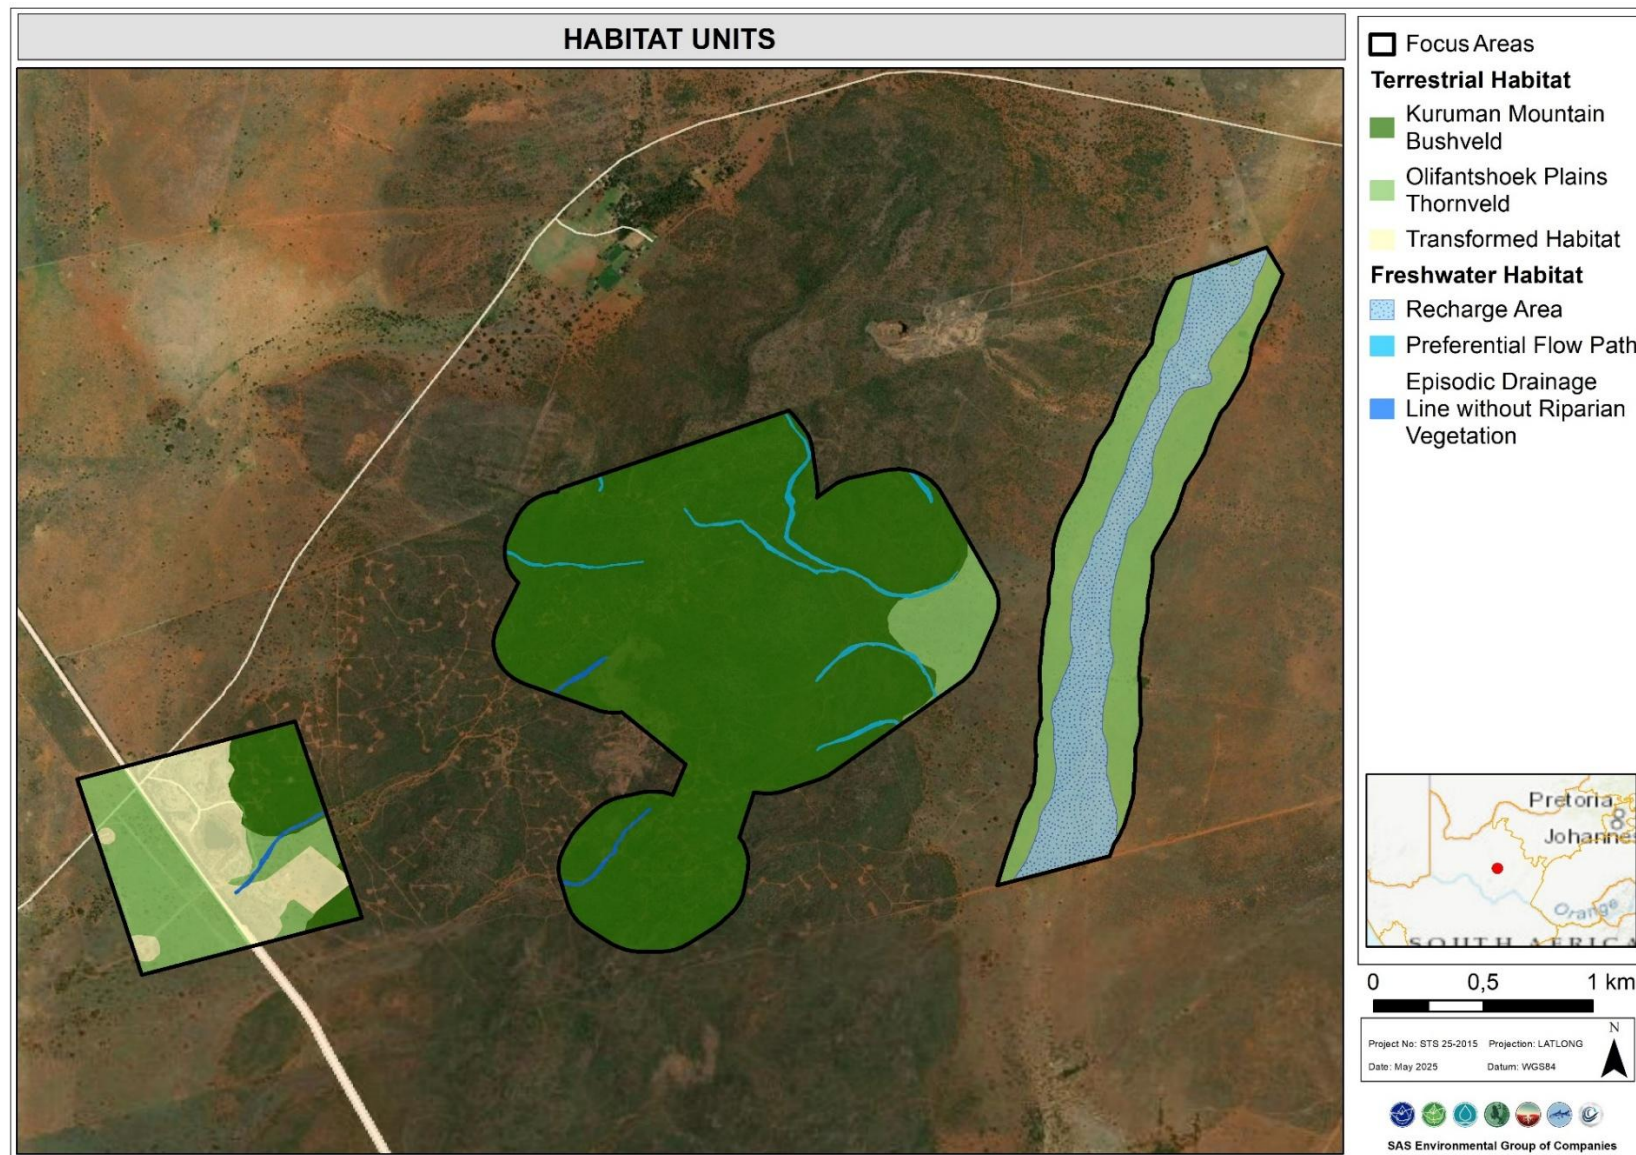 HABITAT UNITS
Focus Areas
Terrestrial Habitat
Kuruman Mountain
Bushveld
Olifantshoek Plains
Thornveld
Transformed Habitat
Freshwater Habitat
Recharge Area
Preferential Flow Path
Episodic Drainage
Line without Riparian
Vegetation
Pretoria
Johannes
Orange
SOUTH AFRICA
0 0,5 1 km
N
Project No: STS 25-2015 Projection: LATLONG
Date: May 2025 Datum: WGS84
SAS Environmental Group of Companies